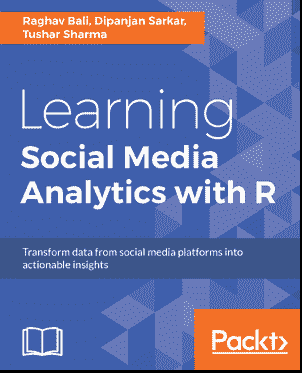 Raghav Bali, Dipanjan Sarkar,
Tushar Sharma
Learning
Social Media
Analytics with R
Transform data from social media platforms into
actionable insights
Packt>